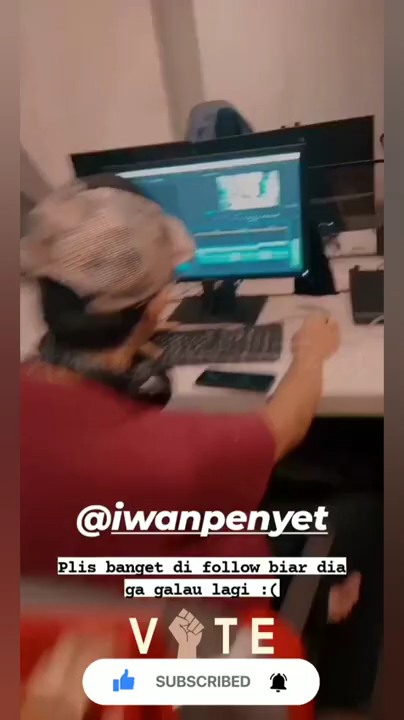 @iwanpenyet
Plis banget di follow biar dia
ga galau lagi :(
VOTE
SUBSCRIBED